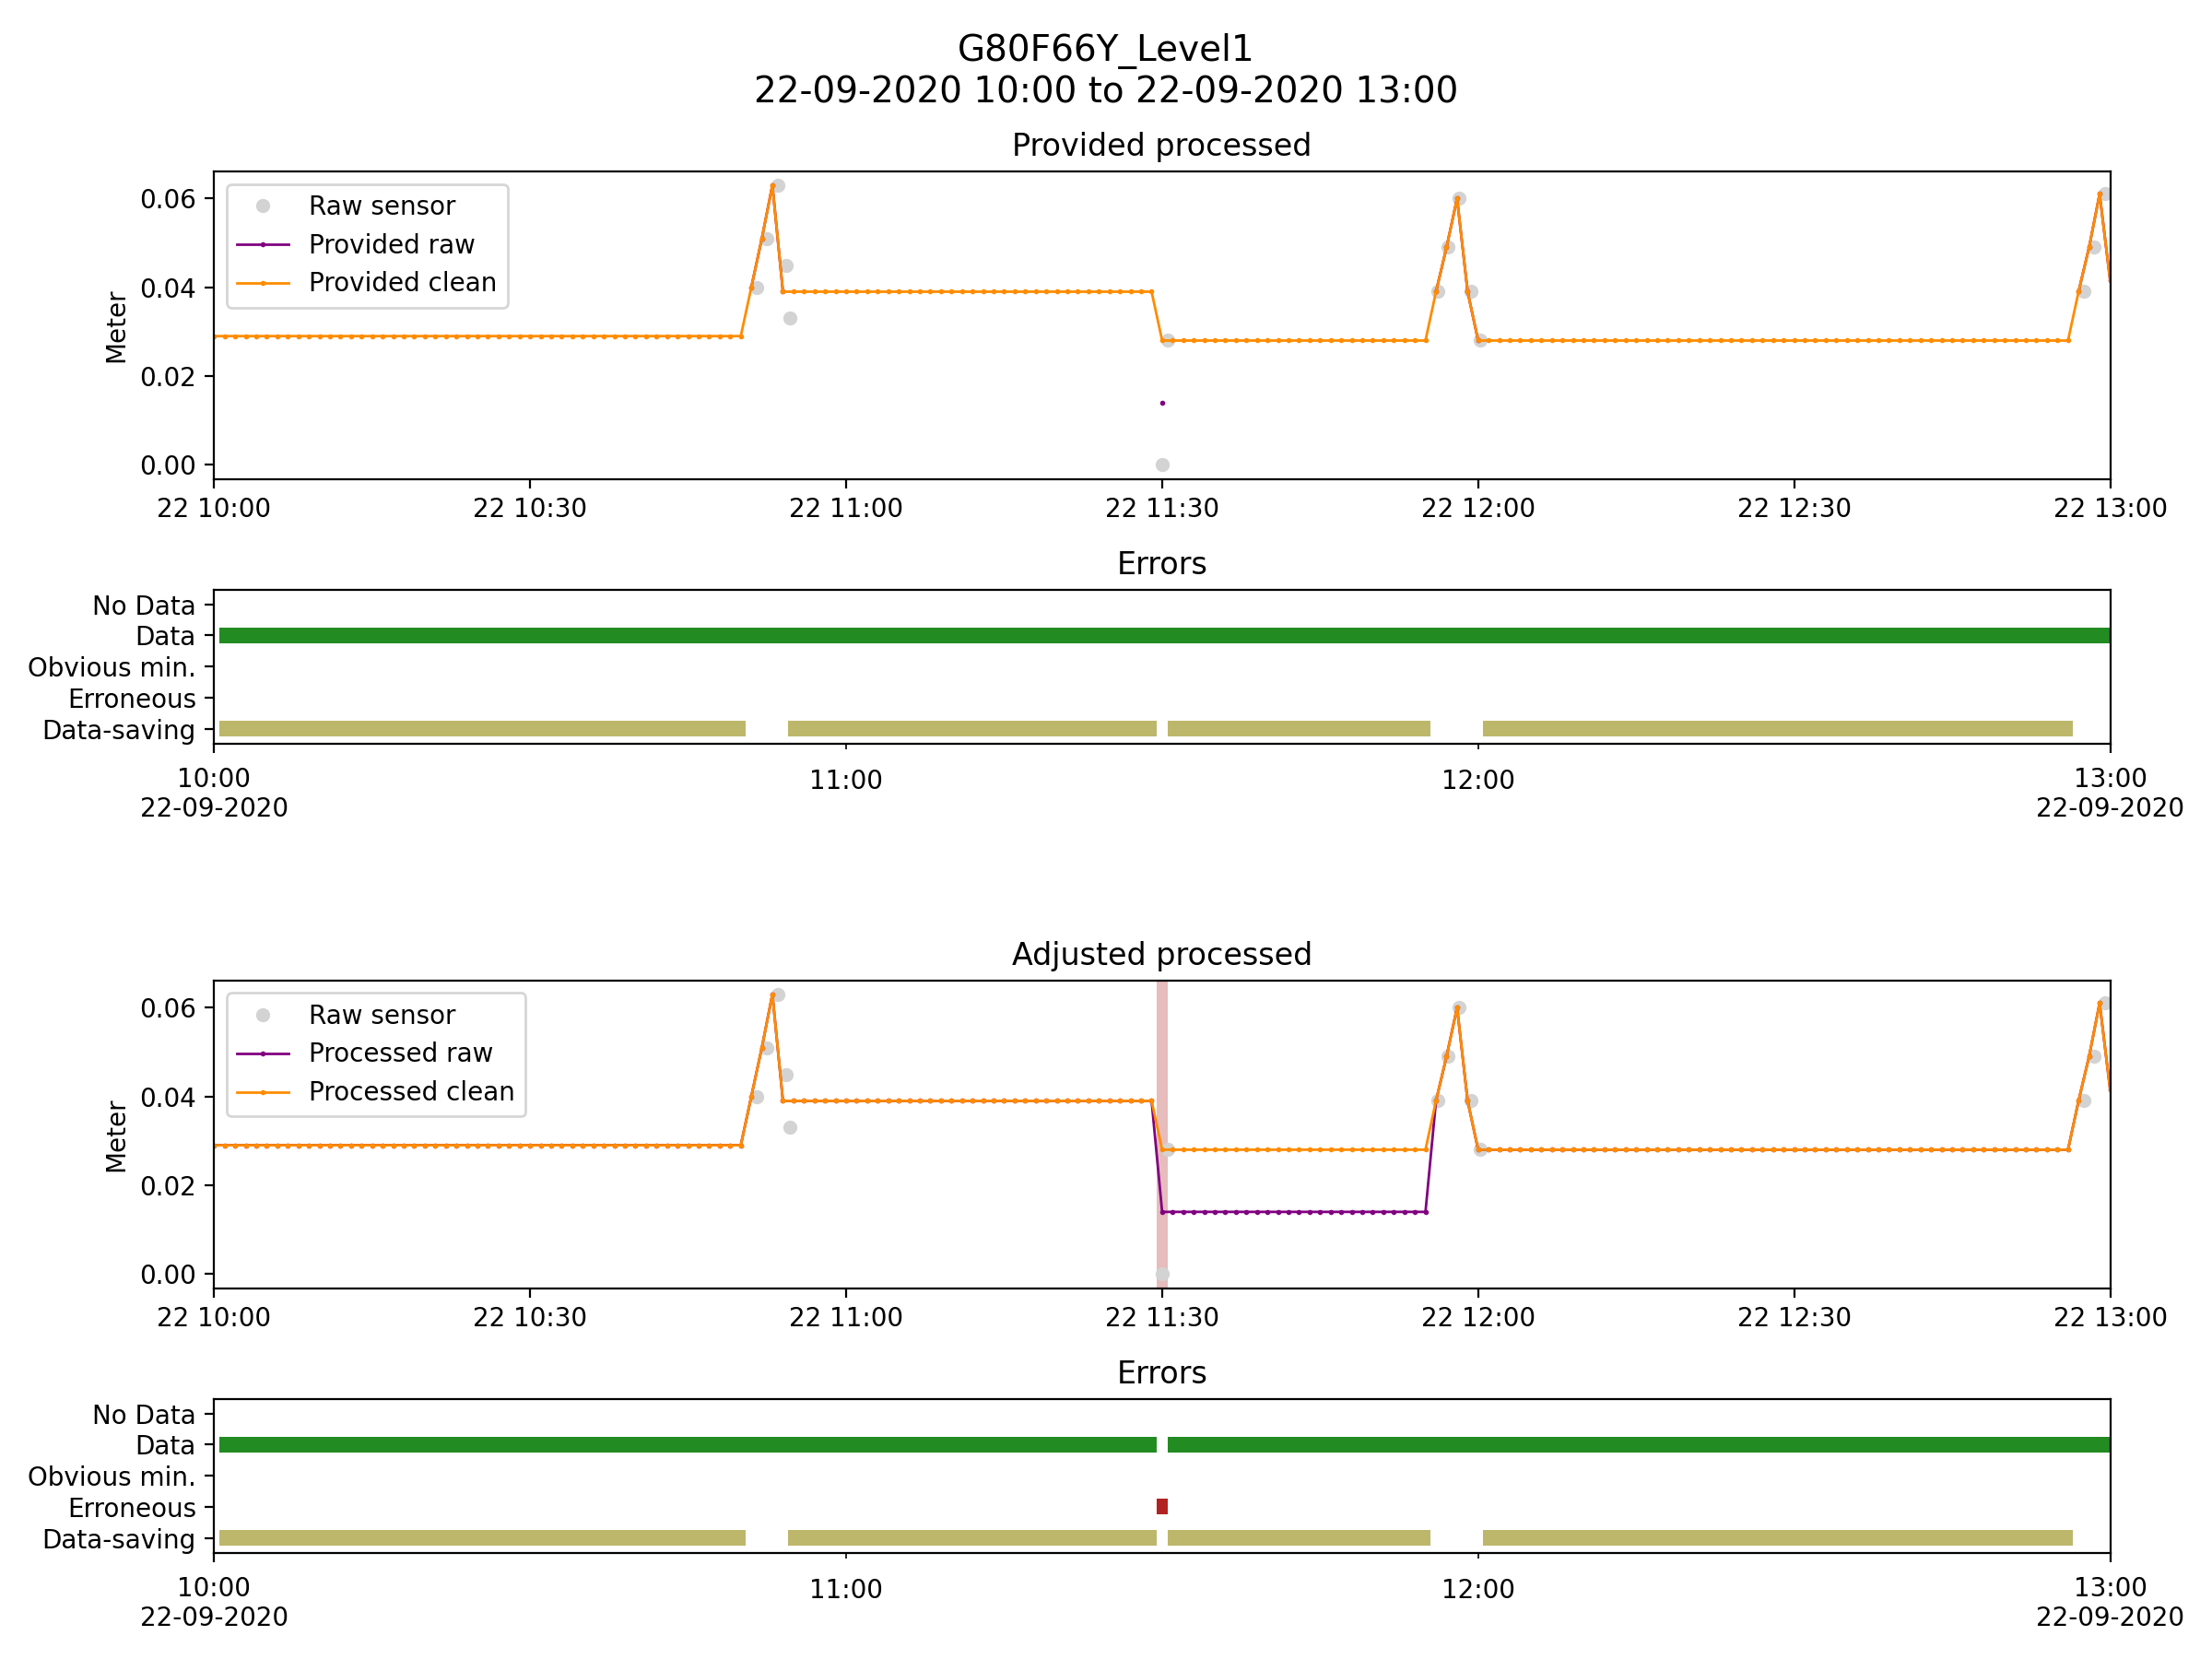 G80F66Y_Level1
22-09-2020 10:00 to 22-09-2020 13:00
Provided processed
Raw sensor
Provided raw
Provided clean
Meter
0.06
0.04
0.02
0.00
22 10:00 22 10:30 22 11:00 22 11:30 22 12:00 22 12:30 22 13:00
Errors
No Data
Data
Obvious min.
Erroneous
Data-saving
10:00 11:00 12:00 13:00
22-09-2020 22-09-2020
Adjusted processed
Raw sensor
Processed raw
Processed clean
Meter
0.06
0.04
0.02
0.00
22 10:00 22 10:30 22 11:00 22 11:30 22 12:00 22 12:30 22 13:00
Errors
No Data
Data
Obvious min.
Erroneous
Data-saving
10:00 11:00 12:00 13:00
22-09-2020 22-09-2020